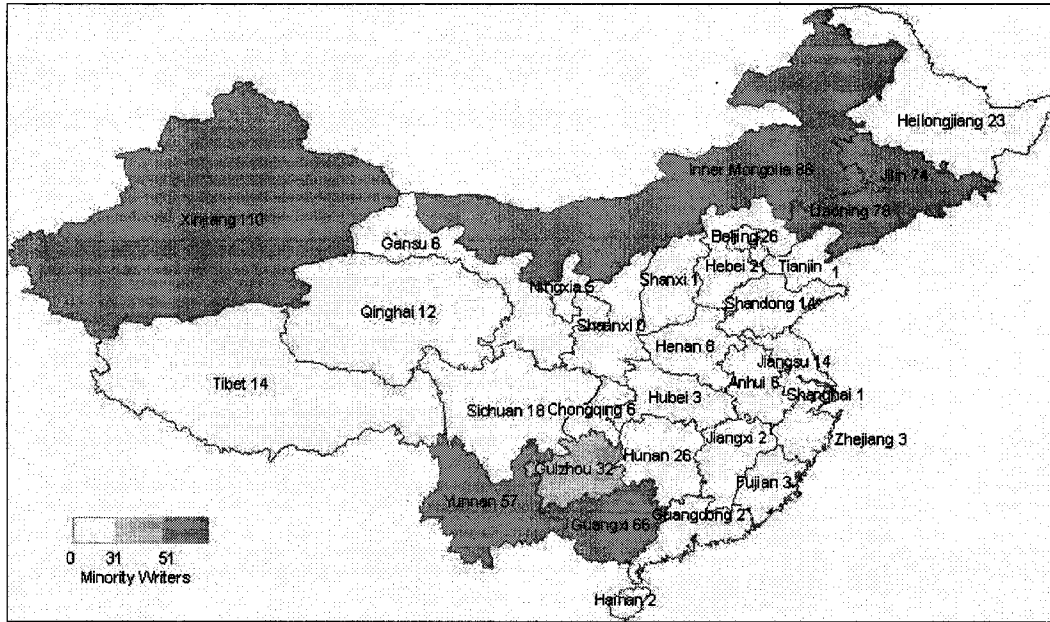 Heilongjiang 23
Inner Mongolia 88
Jilin 74
Xinjiang 110
Liaoning 78
Beijing 26
Gansu 6
Hebei 21
Tianjin 1
Shanxi 1
Ningxia 5
Shandong 14
Qinghai 12
Shaanxi 0
Henan 8
Jiangsu 14
Tibet 14
Anhui 6
Shanghai 1
Sichuan 18
Chongqing 6
Hubei 3
Jiangxi 2
Zhejiang 3
Hunan 26
Guizhou 32
Fujian 3
Yunnan 57
Guangxi 66
Guangdong 2
0 31 51
Minority Writers
Hainan 2